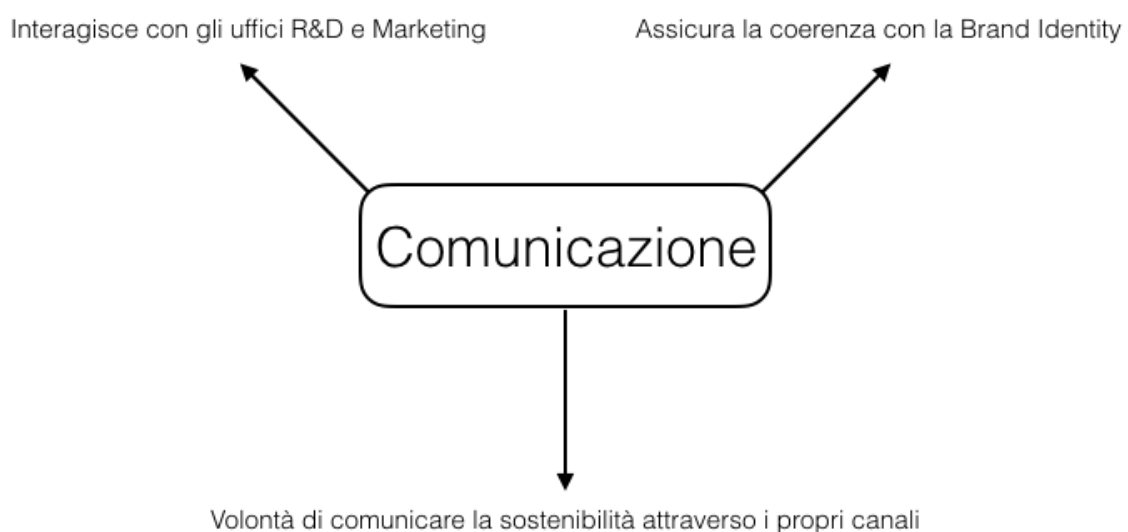 Interagisce con gli uffici R&D e Marketing
Assicura la coerenza con la Brand Identity
Comunicazione
Volontà di comunicare la sostenibilità attraverso i propri canali